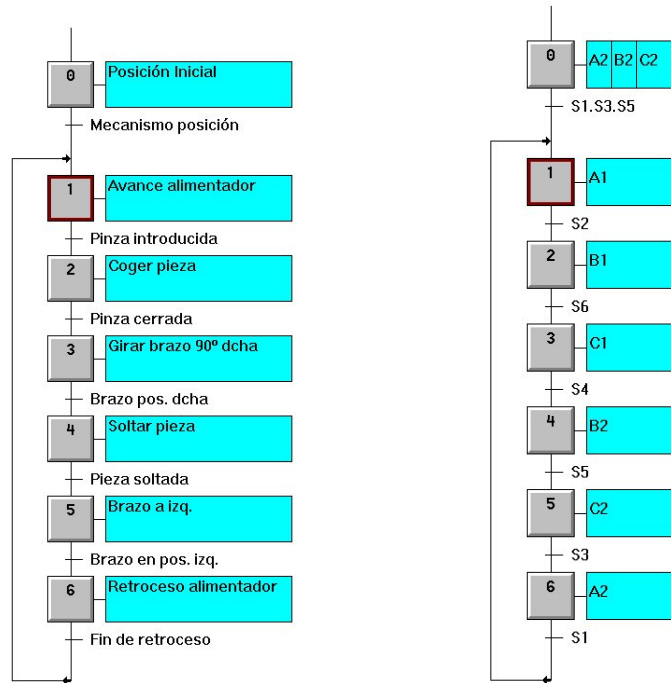 0
Posición Inicial
Mecanismo posición
1
Avance alimentador
Pinza introducida
2
Coger pieza
Pinza cerrada
3
Girar brazo 90º dcha
Brazo pos. dcha
4
Soltar pieza
Pieza soltada
5
Brazo a izq.
Brazo en pos. izq.
6
Retroceso alimentador
Fin de retroceso
0
A2 B2 C2
S1.S3.S5
1
A1
S2
2
B1
S6
3
C1
S4
4
B2
S5
5
C2
S3
6
A2
S1